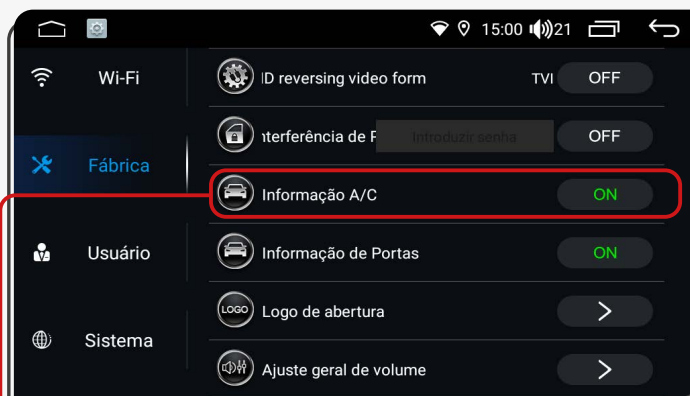 15:00 21
Wi-Fi
Fábrica
Usuário
Sistema
ID reversing video form TVI OFF
nterferência de Introduzir senha OFF
Informação A/C ON
Informação de Portas ON
LOGO Logo de abertura
Ajuste geral de volume